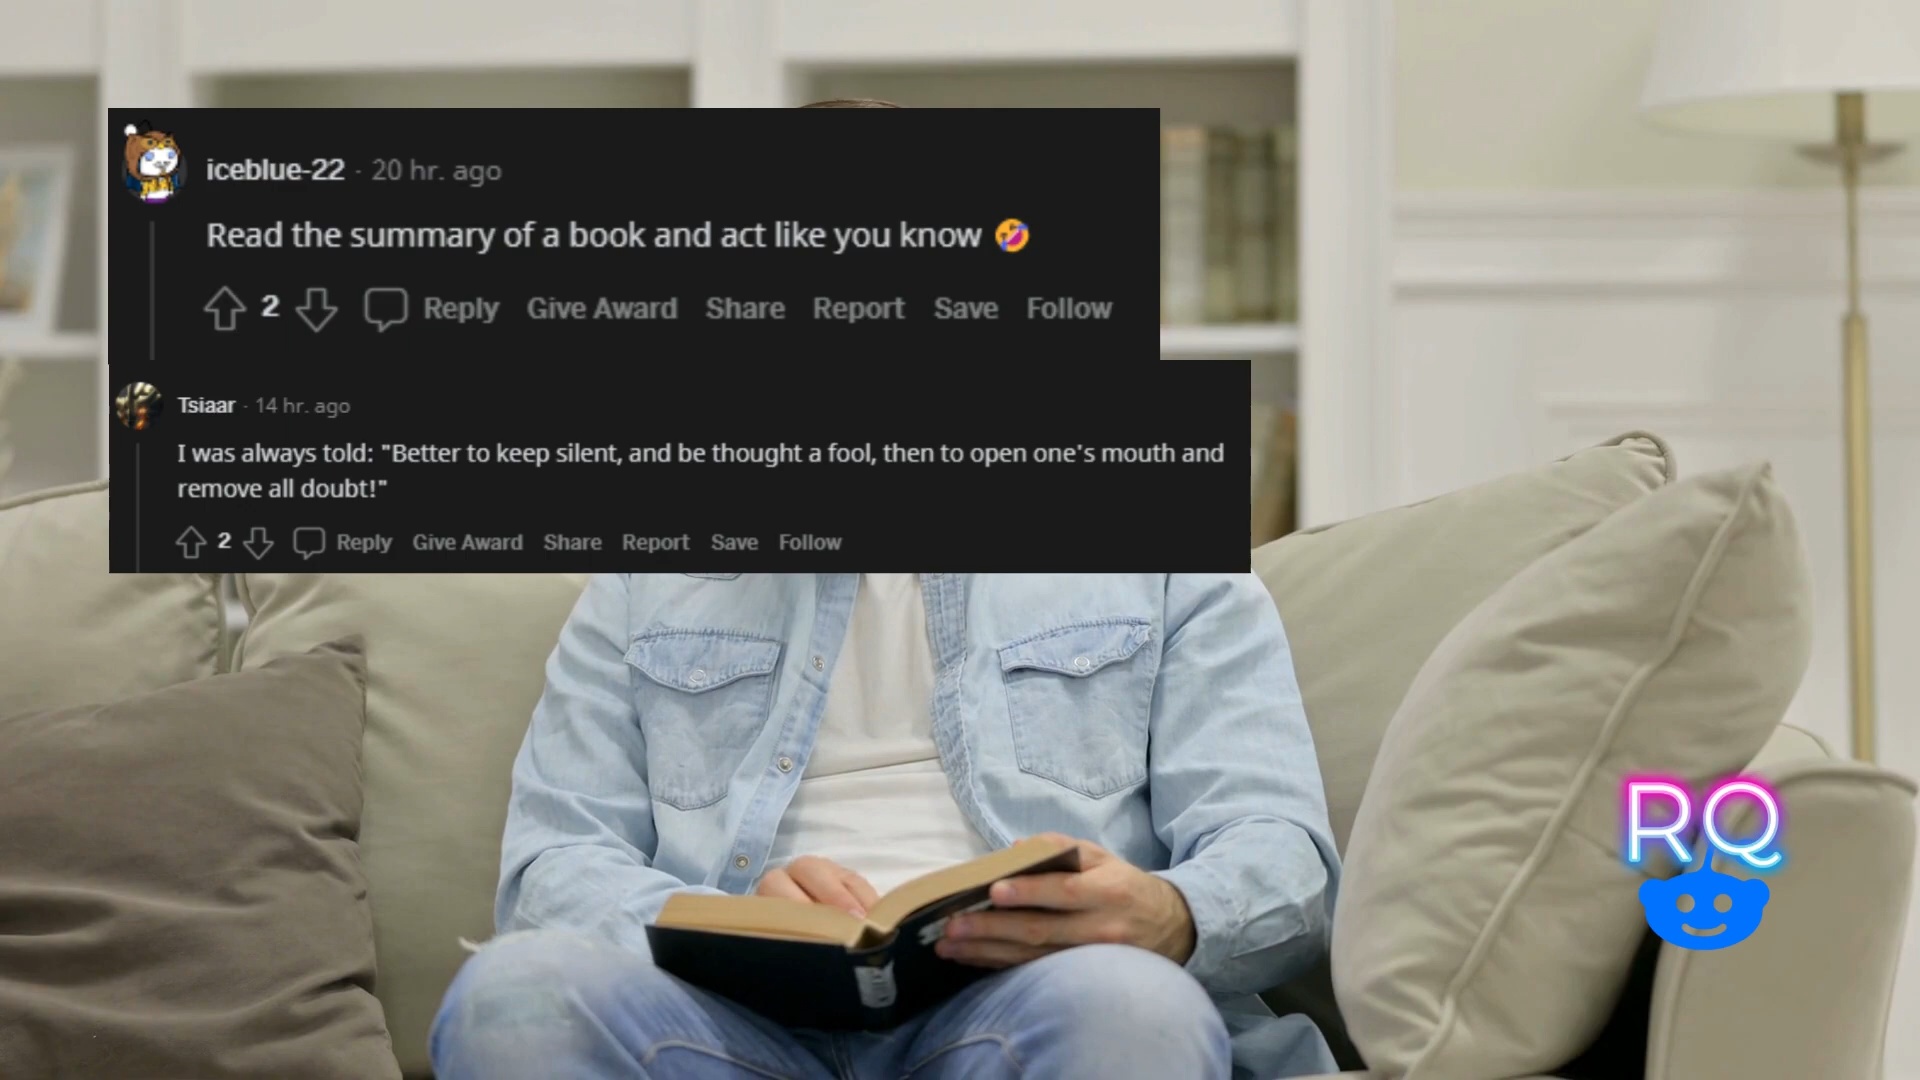 iceblue-22 · 20 hr. ago
Read the summary of a book and act like you know 🤣
2 Reply Give Award Share Report Save Follow
Tsiaar · 14 hr. ago
I was always told: "Better to keep silent, and be thought a fool, then to open one's mouth and
remove all doubt!"
2 Reply Give Award Share Report Save Follow
RQ